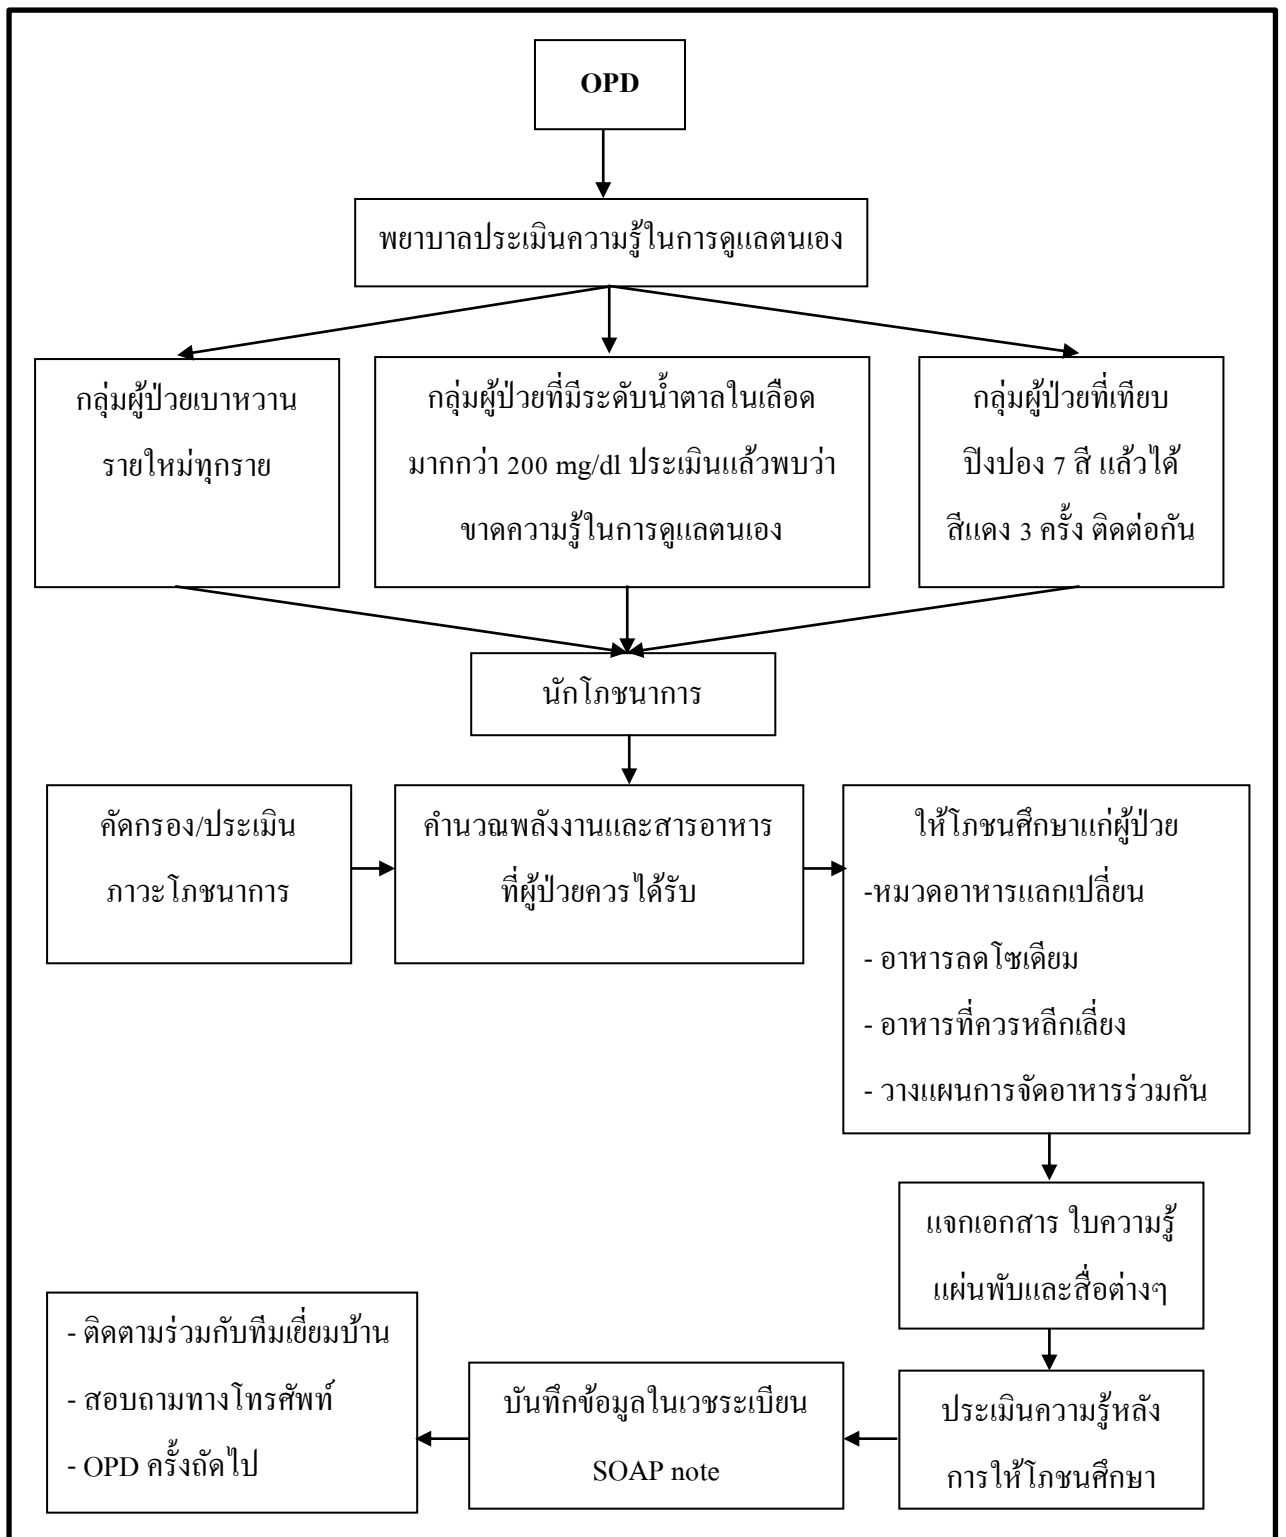 OPD
พยาบาลประเมินความรู้ในการดูแลตนเอง
กลุ่มผู้ป่วยเบาหวาน
รายใหม่ทุกราย
กลุ่มผู้ป่วยที่มีระดับน้ำตาลในเลือด
มากกว่า 200 mg/dl ประเมินแล้วพบว่า
ขาดความรู้ในการดูแลตนเอง
กลุ่มผู้ป่วยที่เทียบ
ปิงปอง 7 สี แล้วได้
สีแดง 3 ครั้ง ติดต่อกัน
นักโภชนาการ
คัดกรอง/ประเมิน
ภาวะโภชนาการ
คำนวณพลังงานและสารอาหาร
ที่ผู้ป่วยควรได้รับ
ให้โภชนศึกษาแก่ผู้ป่วย
-หมวดอาหารแลกเปลี่ยน
- อาหารลดโซเดียม
- อาหารที่ควรหลีกเลี่ยง
- วางแผนการจัดอาหารร่วมกัน
แจกเอกสาร ใบความรู้
แผ่นพับและสื่อต่างๆ
ประเมินความรู้หลัง
การให้โภชนศึกษา
บันทึกข้อมูลในเวชระเบียน
SOAP note
- ติดตามร่วมกับทีมเยี่ยมบ้าน
- สอบถามทางโทรศัพท์
- OPD ครั้งถัดไป